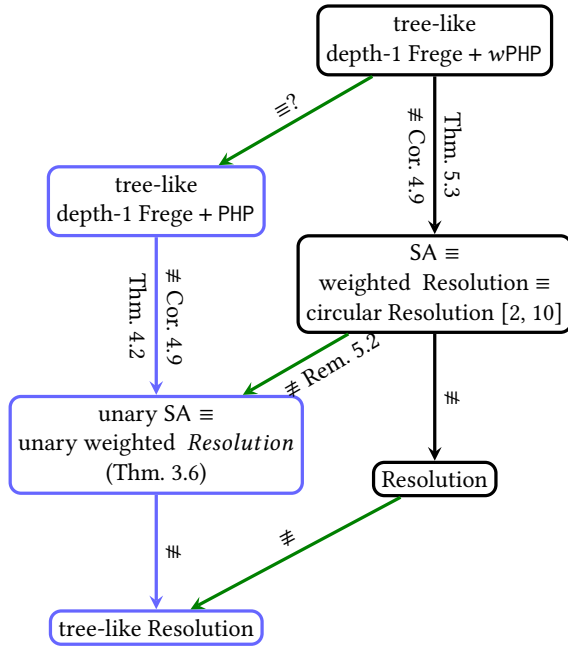 tree-like
depth-1 Frege + wPHP
≡?
Thm. 5.3
≢ Cor. 4.9
tree-like
depth-1 Frege + PHP
≢ Cor. 4.9
Thm. 4.2
SA ≡
weighted Resolution ≡
circular Resolution [2, 10]
≢ Rem. 5.2
≢
unary SA ≡
unary weighted Resolution
(Thm. 3.6)
Resolution
≢
≢
tree-like Resolution